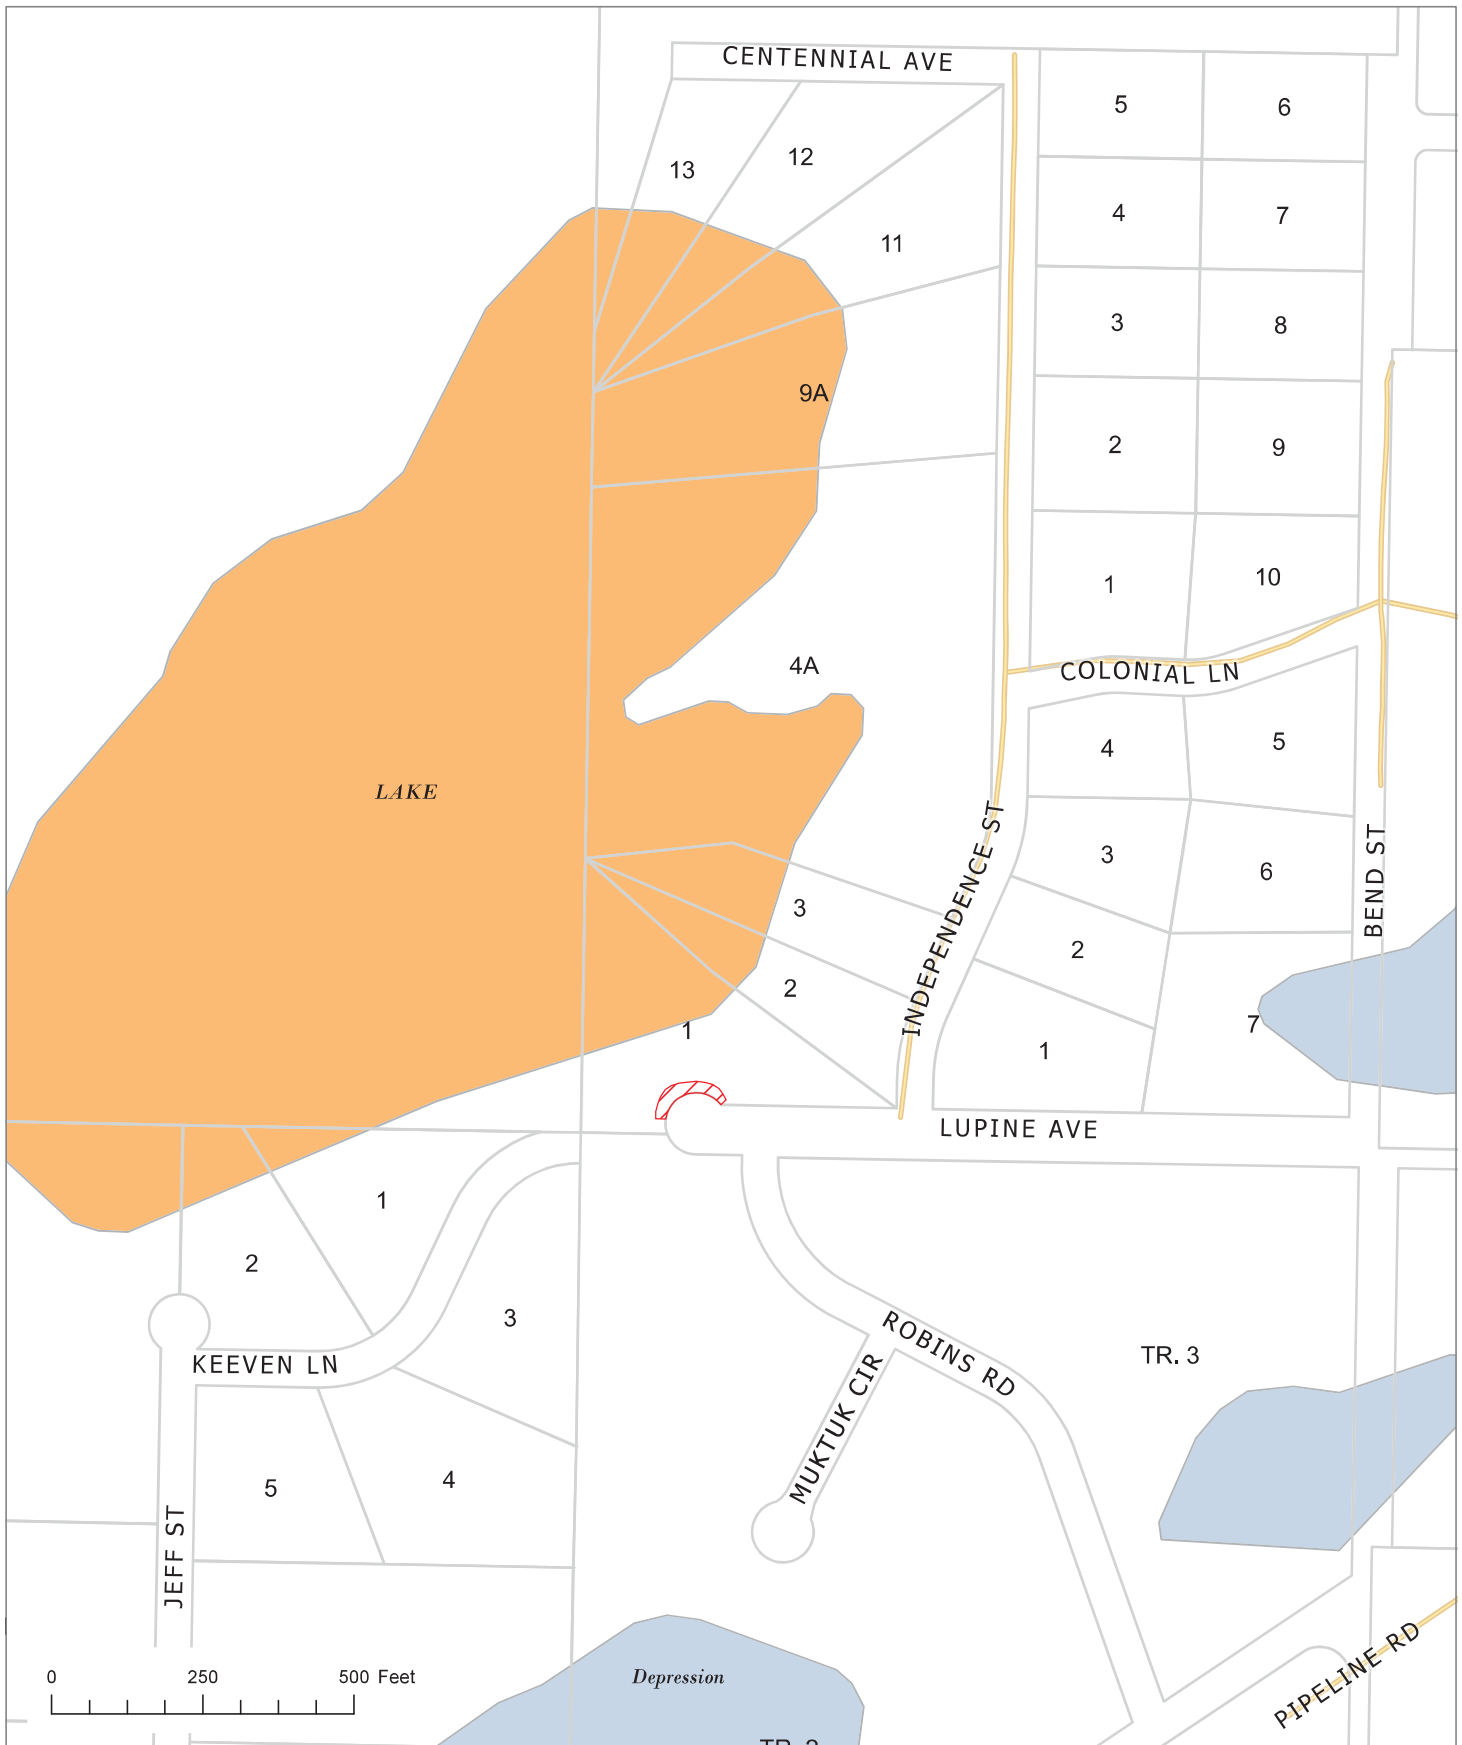 CENTENNIAL AVE
5
6
13
12
4
7
11
3
8
9A
2
9
1
10
4A
COLONIAL LN
4
5
LAKE
INDEPENDENCE ST
3
6
BEND ST
3
2
2
7
1
1
LUPINE AVE
1
2
3
ROBINS RD
KEEVEN LN
TR. 3
MUKTUK CIR
5
4
JEFF ST
PIPELINE RD
0 250 500 Feet
Depression